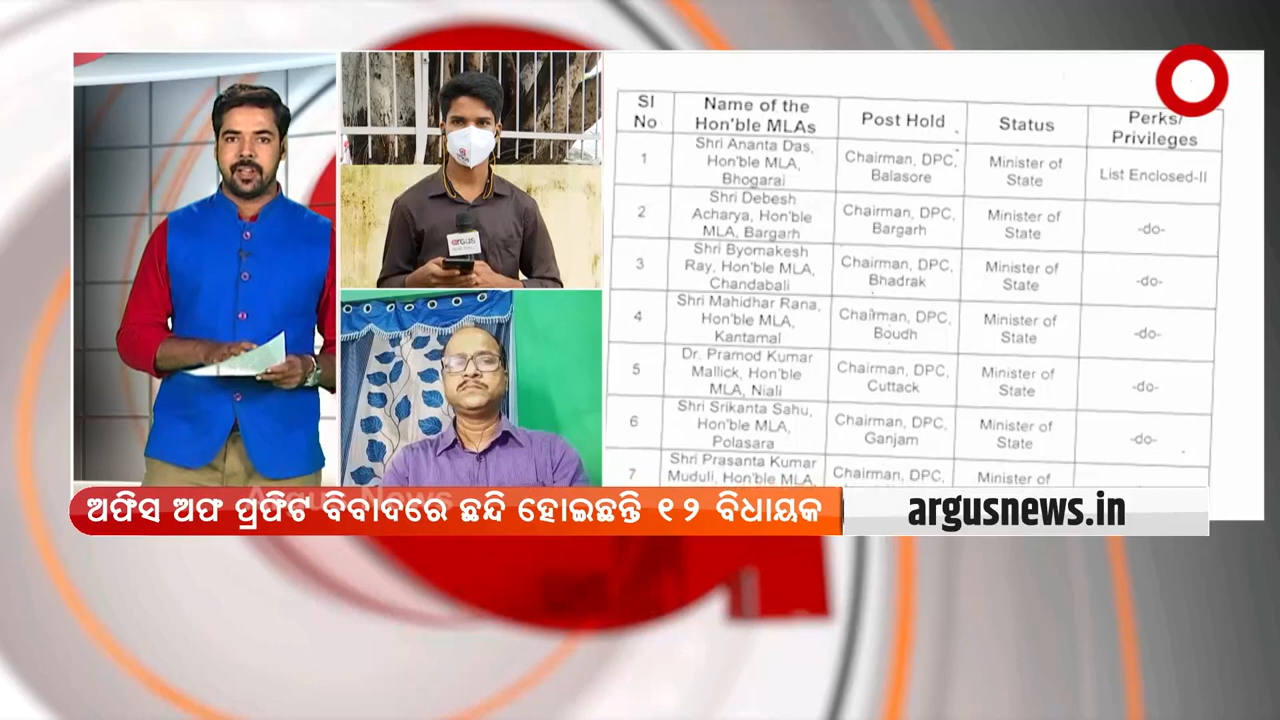 argus
Sl No
Name of the Hon'ble MLAs
Post Hold
Status
Perks/ Privileges
1
Shri Ananta Das, Hon'ble MLA, Bhogarai
Chairman, DPC, Balasore
Minister of State
List Enclosed-II
2
Shri Debesh Acharya, Hon'ble MLA, Bargarh
Chairman, DPC, Bargarh
Minister of State
-do-
3
Shri Byomakesh Ray, Hon'ble MLA, Chandabali
Chairman, DPC, Bhadrak
Minister of State
-do-
4
Shri Mahidhar Rana, Hon'ble MLA, Kantamal
Chairman, DPC, Boudh
Minister of State
-do-
5
Dr. Pramod Kumar Mallick, Hon'ble MLA, Niali
Chairman, DPC, Cuttack
Minister of State
-do-
6
Shri Srikanta Sahu, Hon'ble MLA, Polasara
Chairman, DPC, Ganjam
Minister of State
-do-
7
Shri Prasanta Kumar Muduli, Hon'ble MLA,
Chairman, DPC,
Minister of
Argus News
ଅଫିସ ଅଫ ପ୍ରଫିଟ ବିବାଦରେ ଛନ୍ଦି ହୋଇଛନ୍ତି ୧୨ ବିଧାୟକ
argusnews.in